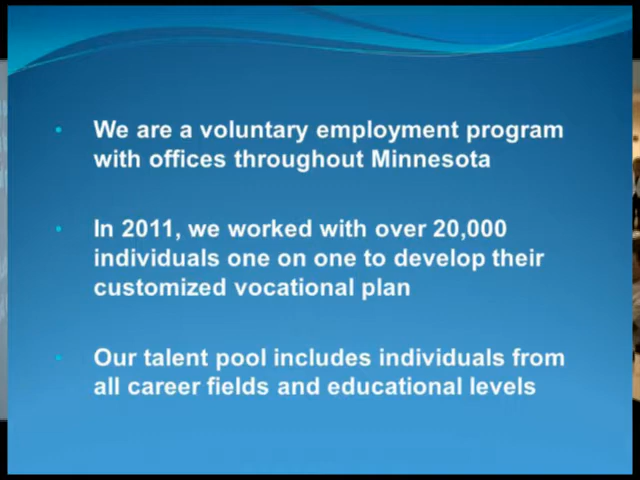 We are a voluntary employment program
with offices throughout Minnesota
In 2011, we worked with over 20,000
individuals one on one to develop their
customized vocational plan
Our talent pool includes individuals from
all career fields and educational levels